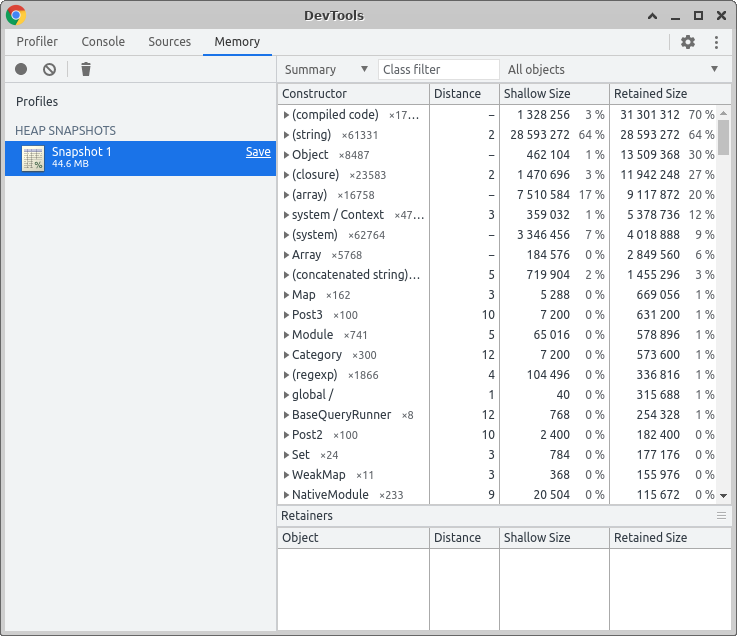 DevTools
Profiler Console Sources Memory
Summary Class filter All objects
Profiles
HEAP SNAPSHOTS
Snapshot 1 Save
44.6 MB
Constructor Distance Shallow Size Retained Size
(compiled code) ×17… – 1 328 256 3 % 31 301 312 70 %
(string) ×61331 2 28 593 272 64 % 28 593 272 64 %
Object ×8487 – 462 104 1 % 13 509 368 30 %
(closure) ×23583 2 1 470 696 3 % 11 942 248 27 %
(array) ×16758 – 7 510 584 17 % 9 117 872 20 %
system / Context ×47… 3 359 032 1 % 5 378 736 12 %
(system) ×62764 – 3 346 456 7 % 4 018 888 9 %
Array ×5768 – 184 576 0 % 2 849 560 6 %
(concatenated string)… 5 719 904 2 % 1 455 296 3 %
Map ×162 3 5 288 0 % 669 056 1 %
Post3 ×100 10 7 200 0 % 631 200 1 %
Module ×741 5 65 016 0 % 578 896 1 %
Category ×300 12 7 200 0 % 573 600 1 %
(regexp) ×1866 4 104 496 0 % 336 816 1 %
global / 1 40 0 % 315 688 1 %
BaseQueryRunner ×8 12 768 0 % 254 328 1 %
Post2 ×100 10 2 400 0 % 182 400 0 %
Set ×24 3 784 0 % 177 176 0 %
WeakMap ×11 3 368 0 % 155 976 0 %
NativeModule ×233 9 20 504 0 % 115 672 0 %
Retainers
Object Distance Shallow Size Retained Size